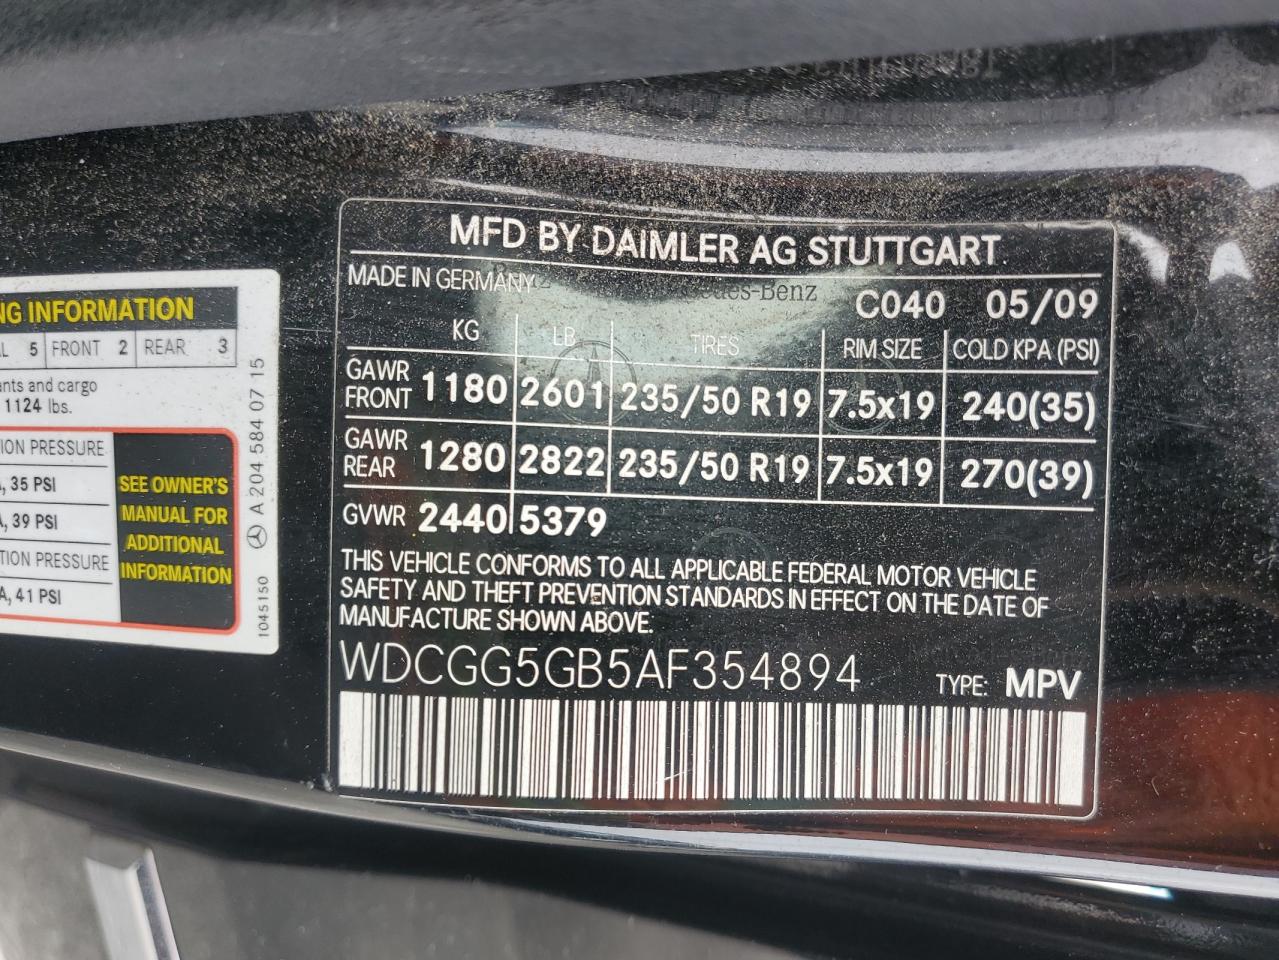 NG INFORMATION
L 5 FRONT 2 REAR 3
ants and cargo
1124 lbs.
ION PRESSURE
, 35 PSI
, 39 PSI
TION PRESSURE
A, 41 PSI
SEE OWNER'S
MANUAL FOR
ADDITIONAL
INFORMATION
A 204 584 07 15
1045150
MFD BY DAIMLER AG STUTTGART
MADE IN GERMANY C040 05/09
KG LB TIRES RIM SIZE COLD KPA (PSI)
GAWR FRONT 1180 2601 235/50 R19 7.5x19 240(35)
GAWR REAR 1280 2822 235/50 R19 7.5x19 270(39)
GVWR 2440 5379
THIS VEHICLE CONFORMS TO ALL APPLICABLE FEDERAL MOTOR VEHICLE
SAFETY AND THEFT PREVENTION STANDARDS IN EFFECT ON THE DATE OF
MANUFACTURE SHOWN ABOVE.
WDCGG5GB5AF354894 TYPE: MPV